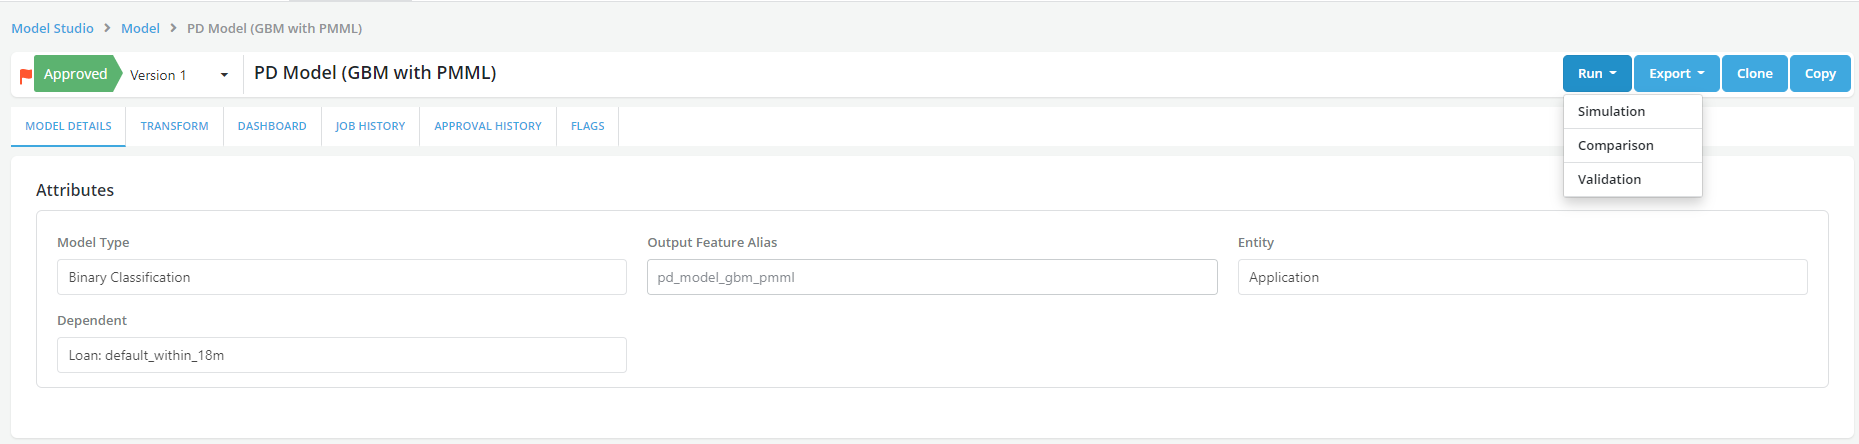 Model Studio > Model > PD Model (GBM with PMML)
Approved Version 1 PD Model (GBM with PMML) Run Export Clone Copy
Simulation
Comparison
Validation
MODEL DETAILS TRANSFORM DASHBOARD JOB HISTORY APPROVAL HISTORY FLAGS
Attributes
Model Type Output Feature Alias Entity
Binary Classification pd_model_gbm_pmml Application
Dependent
Loan: default_within_18m